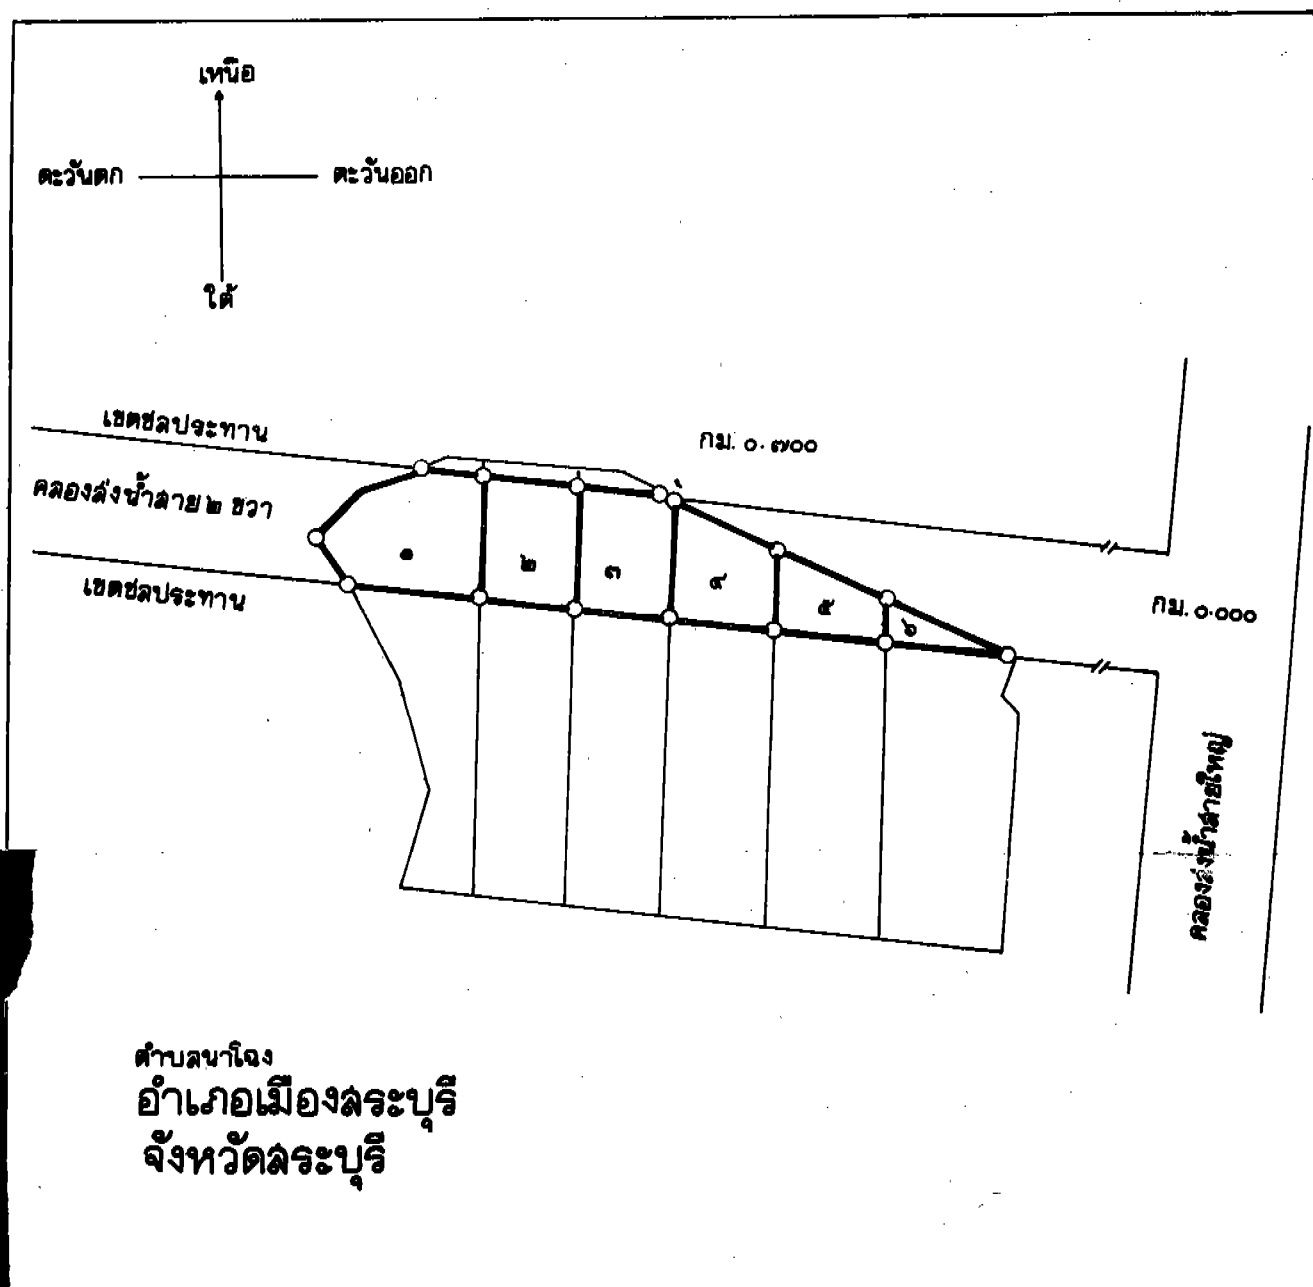 เหนือ
ตะวันตก
ตะวันออก
ใต้
เขตชลประทาน
กม. ๐.๗๐๐
คลองส่งน้ำสาย ๒ ขวา
๑
๒
๓
๔
๕
๖
เขตชลประทาน
กม. ๐.๐๐๐
คลองส่งน้ำสายใหญ่
ตำบลนาโฉง
อำเภอเมืองสระบุรี
จังหวัดสระบุรี